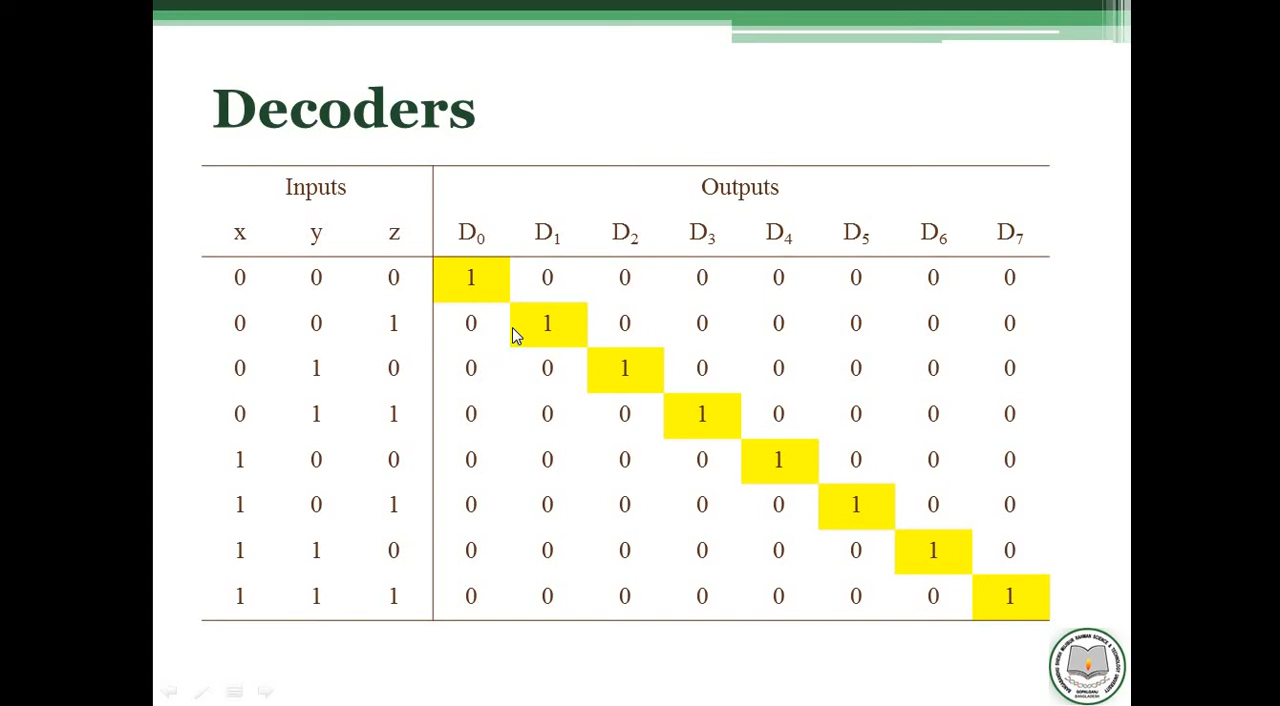 Decoders
Inputs Outputs
x y z D₀ D₁ D₂ D₃ D₄ D₅ D₆ D₇
0 0 0 1 0 0 0 0 0 0 0
0 0 1 0 1 0 0 0 0 0 0
0 1 0 0 0 1 0 0 0 0 0
0 1 1 0 0 0 1 0 0 0 0
1 0 0 0 0 0 0 1 0 0 0
1 0 1 0 0 0 0 0 1 0 0
1 1 0 0 0 0 0 0 0 1 0
1 1 1 0 0 0 0 0 0 0 1
GOPALGANJ
BANGLADESH